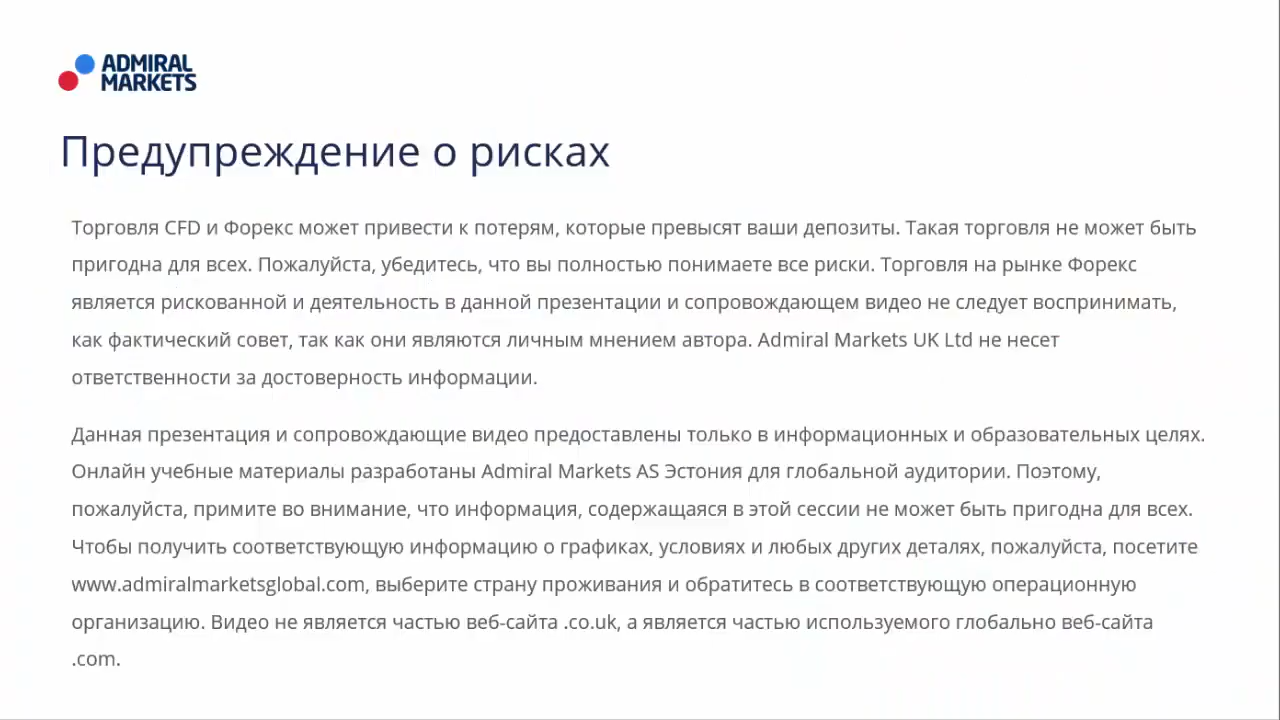 ADMIRAL
MARKETS
Предупреждение о рисках
Торговля CFD и Форекс может привести к потерям, которые превысят ваши депозиты. Такая торговля не может быть
пригодна для всех. Пожалуйста, убедитесь, что вы полностью понимаете все риски. Торговля на рынке Форекс
является рискованной и деятельность в данной презентации и сопровождающем видео не следует воспринимать,
как фактический совет, так как они являются личным мнением автора. Admiral Markets UK Ltd не несет
ответственности за достоверность информации.
Данная презентация и сопровождающие видео предоставлены только в информационных и образовательных целях.
Онлайн учебные материалы разработаны Admiral Markets AS Эстония для глобальной аудитории. Поэтому,
пожалуйста, примите во внимание, что информация, содержащаяся в этой сессии не может быть пригодна для всех.
Чтобы получить соответствующую информацию о графиках, условиях и любых других деталях, пожалуйста, посетите
www.admiralmarketsglobal.com, выберите страну проживания и обратитесь в соответствующую операционную
организацию. Видео не является частью веб-сайта .co.uk, а является частью используемого глобально веб-сайта
.com.